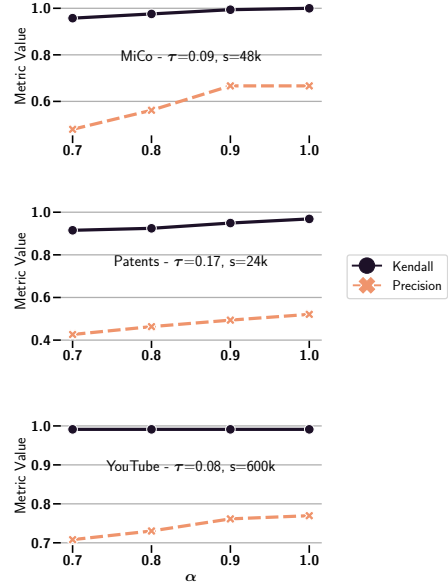 Metric Value
1.0
0.8
0.6
MiCo - τ=0.09, s=48k
0.7 0.8 0.9 1.0
Metric Value
1.0
0.8
0.6
0.4
Patents - τ=0.17, s=24k
0.7 0.8 0.9 1.0
Kendall
Precision
Metric Value
1.0
0.9
0.8
0.7
YouTube - τ=0.08, s=600k
0.7 0.8 0.9 1.0
α